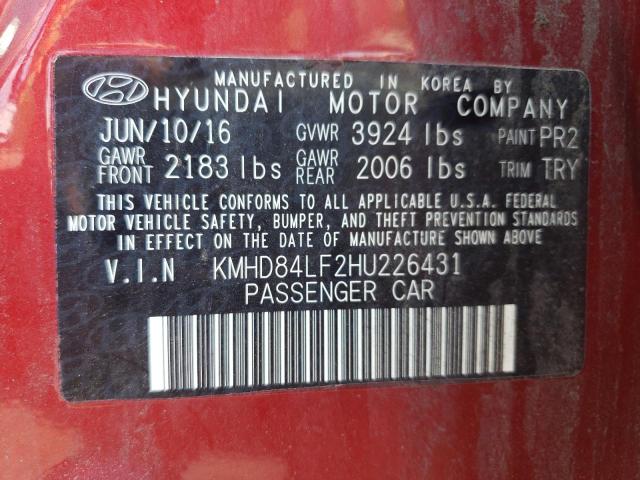 MANUFACTURED IN KOREA BY
HYUNDAI MOTOR COMPANY
JUN/10/16 GVWR 3924 lbs PAINT PR2
GAWR FRONT 2183 lbs GAWR REAR 2006 lbs TRIM TRY
THIS VEHICLE CONFORMS TO ALL APPLICABLE U.S.A. FEDERAL
MOTOR VEHICLE SAFETY, BUMPER, AND THEFT PREVENTION STANDARDS
IN EFFECT ON THE DATE OF MANUFACTURE SHOWN ABOVE.
V.I.N KMHD84LF2HU226431
PASSENGER CAR